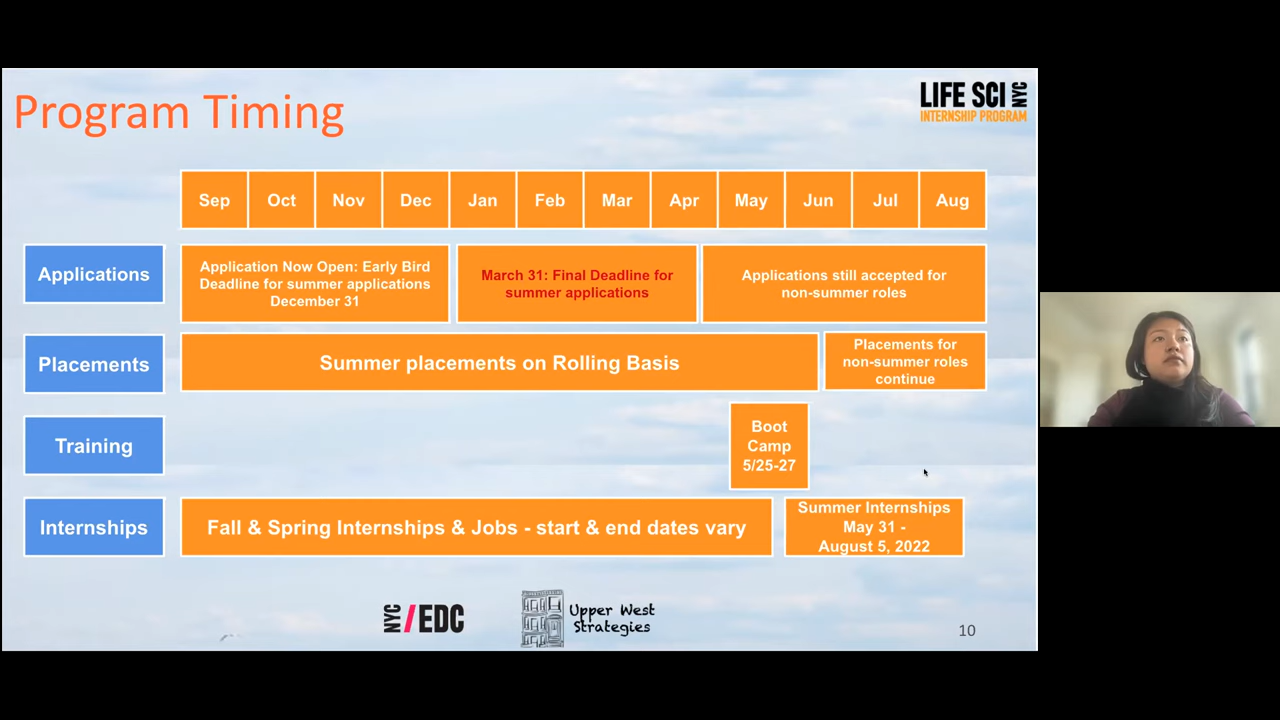 Program Timing
LIFE SCI NYC
INTERNSHIP PROGRAM
Sep Oct Nov Dec Jan Feb Mar Apr May Jun Jul Aug
Applications
Application Now Open: Early Bird
Deadline for summer applications
December 31
March 31: Final Deadline for
summer applications
Applications still accepted for
non-summer roles
Placements
Summer placements on Rolling Basis
Placements for
non-summer roles
continue
Training
Boot
Camp
5/25-27
Internships
Fall & Spring Internships & Jobs - start & end dates vary
Summer Internships
May 31 -
August 5, 2022
NYC/EDC
Upper West
Strategies
10